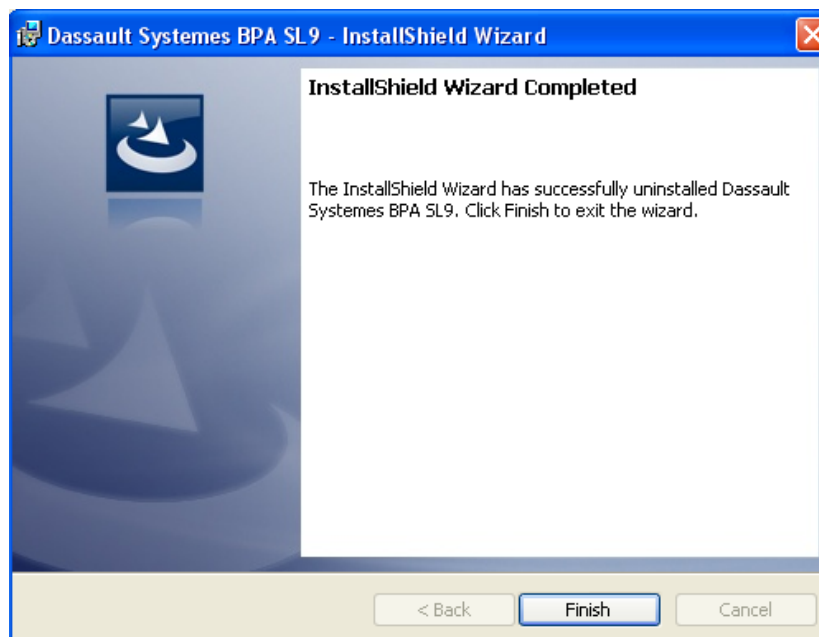 Dassault Systemes BPA SL9 - InstallShield Wizard
InstallShield Wizard Completed
The InstallShield Wizard has successfully uninstalled Dassault
Systemes BPA SL9. Click Finish to exit the wizard.
< Back
Finish
Cancel